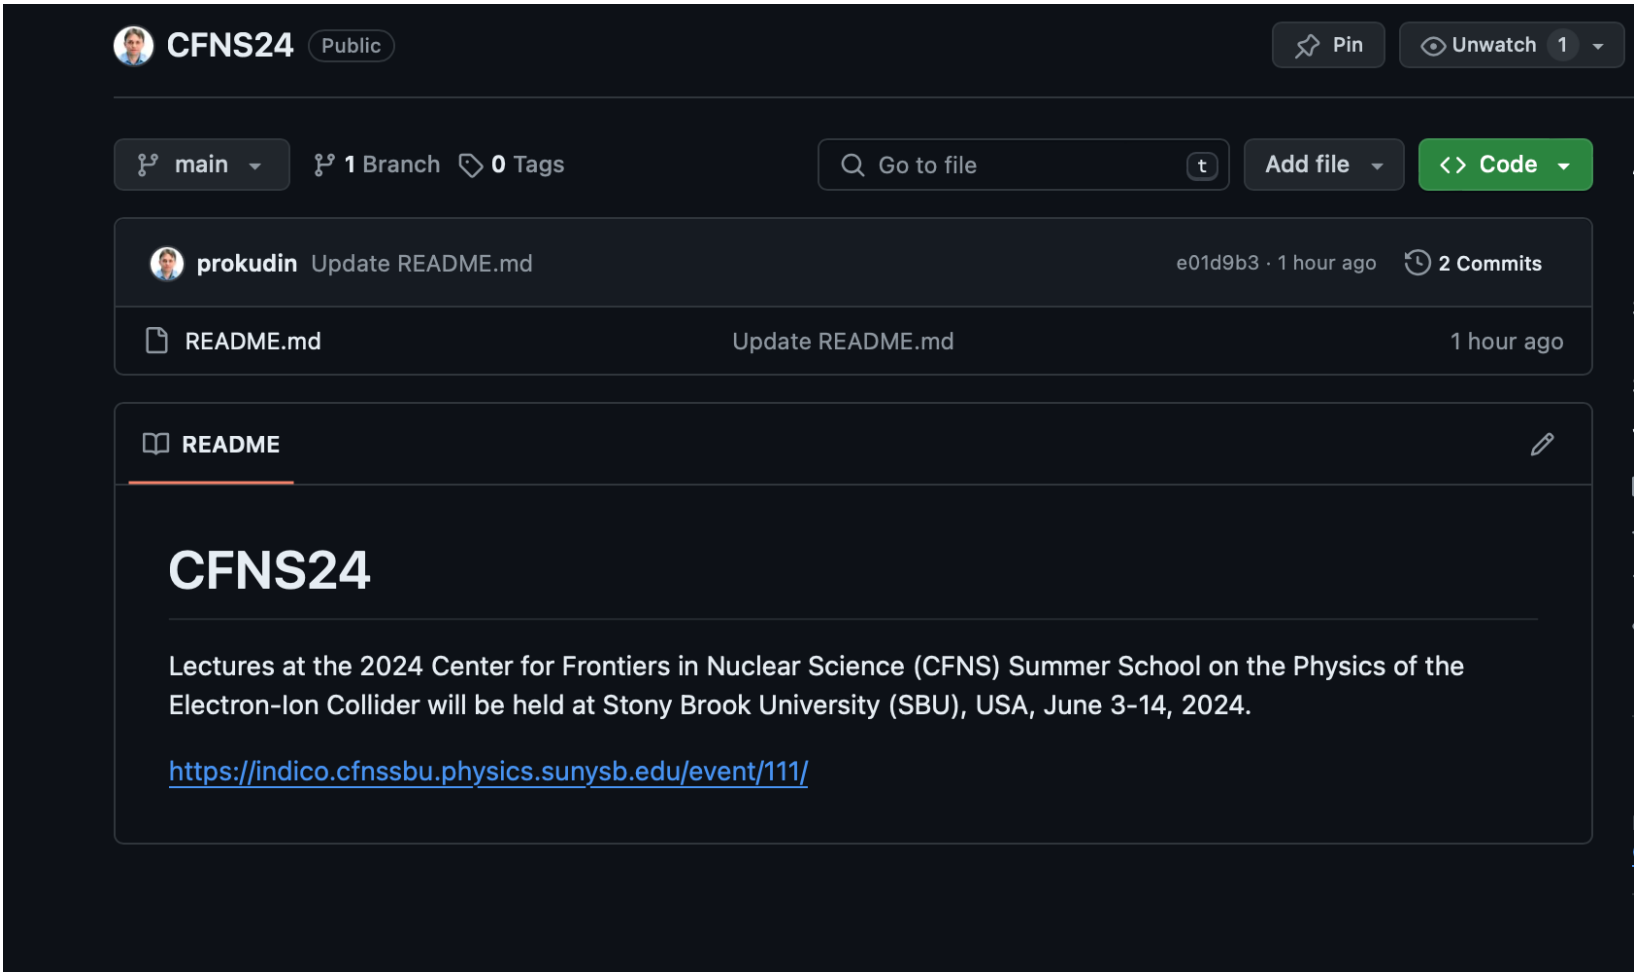 CFNS24 Public Pin Unwatch 1
main 1 Branch 0 Tags Go to file t Add file Code
prokudin Update README.md e01d9b3 · 1 hour ago 2 Commits
README.md Update README.md 1 hour ago
README
CFNS24
Lectures at the 2024 Center for Frontiers in Nuclear Science (CFNS) Summer School on the Physics of the
Electron-Ion Collider will be held at Stony Brook University (SBU), USA, June 3-14, 2024.
https://indico.cfnssbu.physics.sunysb.edu/event/111/